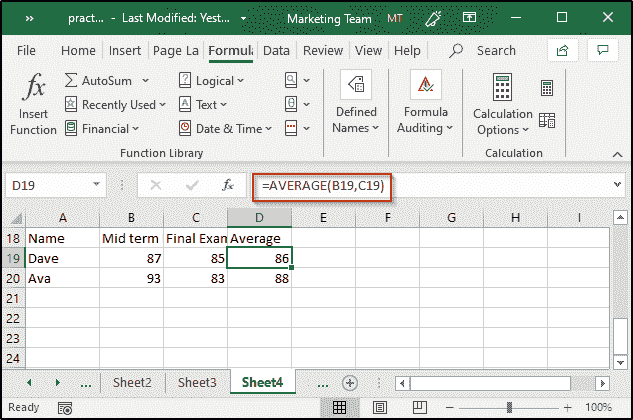 » pract... - Last Modified: Yest... Marketing Team MT
File Home Insert Page La Formula Data Review View Help Search
fx Insert Function
AutoSum
Recently Used
Financial
Logical
Text
Date & Time
Function Library
Defined Names
Formula Auditing
Calculation Options
Calculation
D19 fx =AVERAGE(B19,C19)
A B C D E F G H I
18 Name Mid term Final Exan Average
19 Dave 87 85 86
20 Ava 93 83 88
21
22
23
24
... Sheet2 Sheet3 Sheet4 ...
Ready 100%